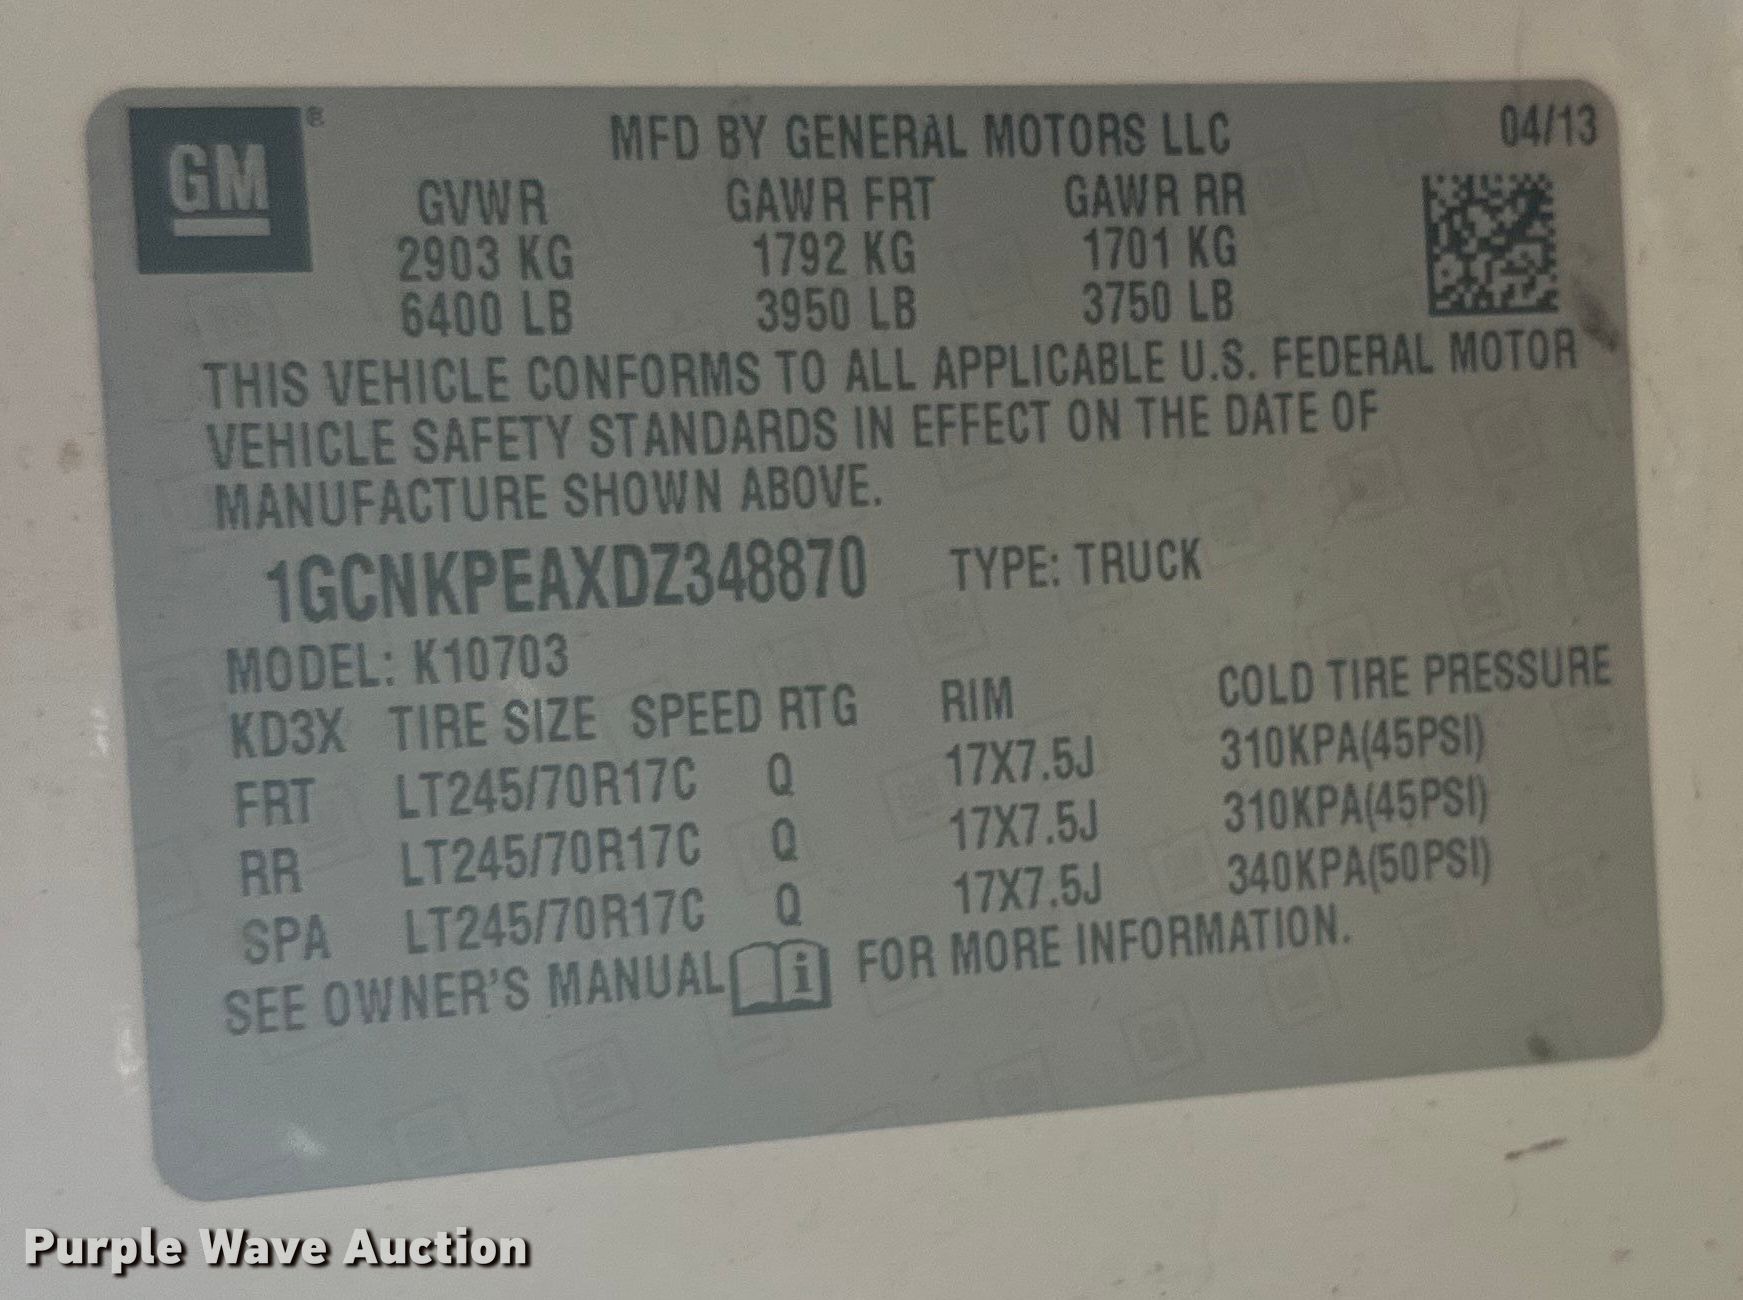 GM ®
MFD BY GENERAL MOTORS LLC 04/13
GVWR GAWR FRT GAWR RR
2903 KG 1792 KG 1701 KG
6400 LB 3950 LB 3750 LB
THIS VEHICLE CONFORMS TO ALL APPLICABLE U.S. FEDERAL MOTOR
VEHICLE SAFETY STANDARDS IN EFFECT ON THE DATE OF
MANUFACTURE SHOWN ABOVE.
1GCNKPEAXDZ348870 TYPE: TRUCK
MODEL: K10703
KD3X TIRE SIZE SPEED RTG RIM COLD TIRE PRESSURE
FRT LT245/70R17C Q 17X7.5J 310KPA(45PSI)
RR LT245/70R17C Q 17X7.5J 310KPA(45PSI)
SPA LT245/70R17C Q 17X7.5J 340KPA(50PSI)
SEE OWNER'S MANUAL i FOR MORE INFORMATION.
Purple Wave Auction